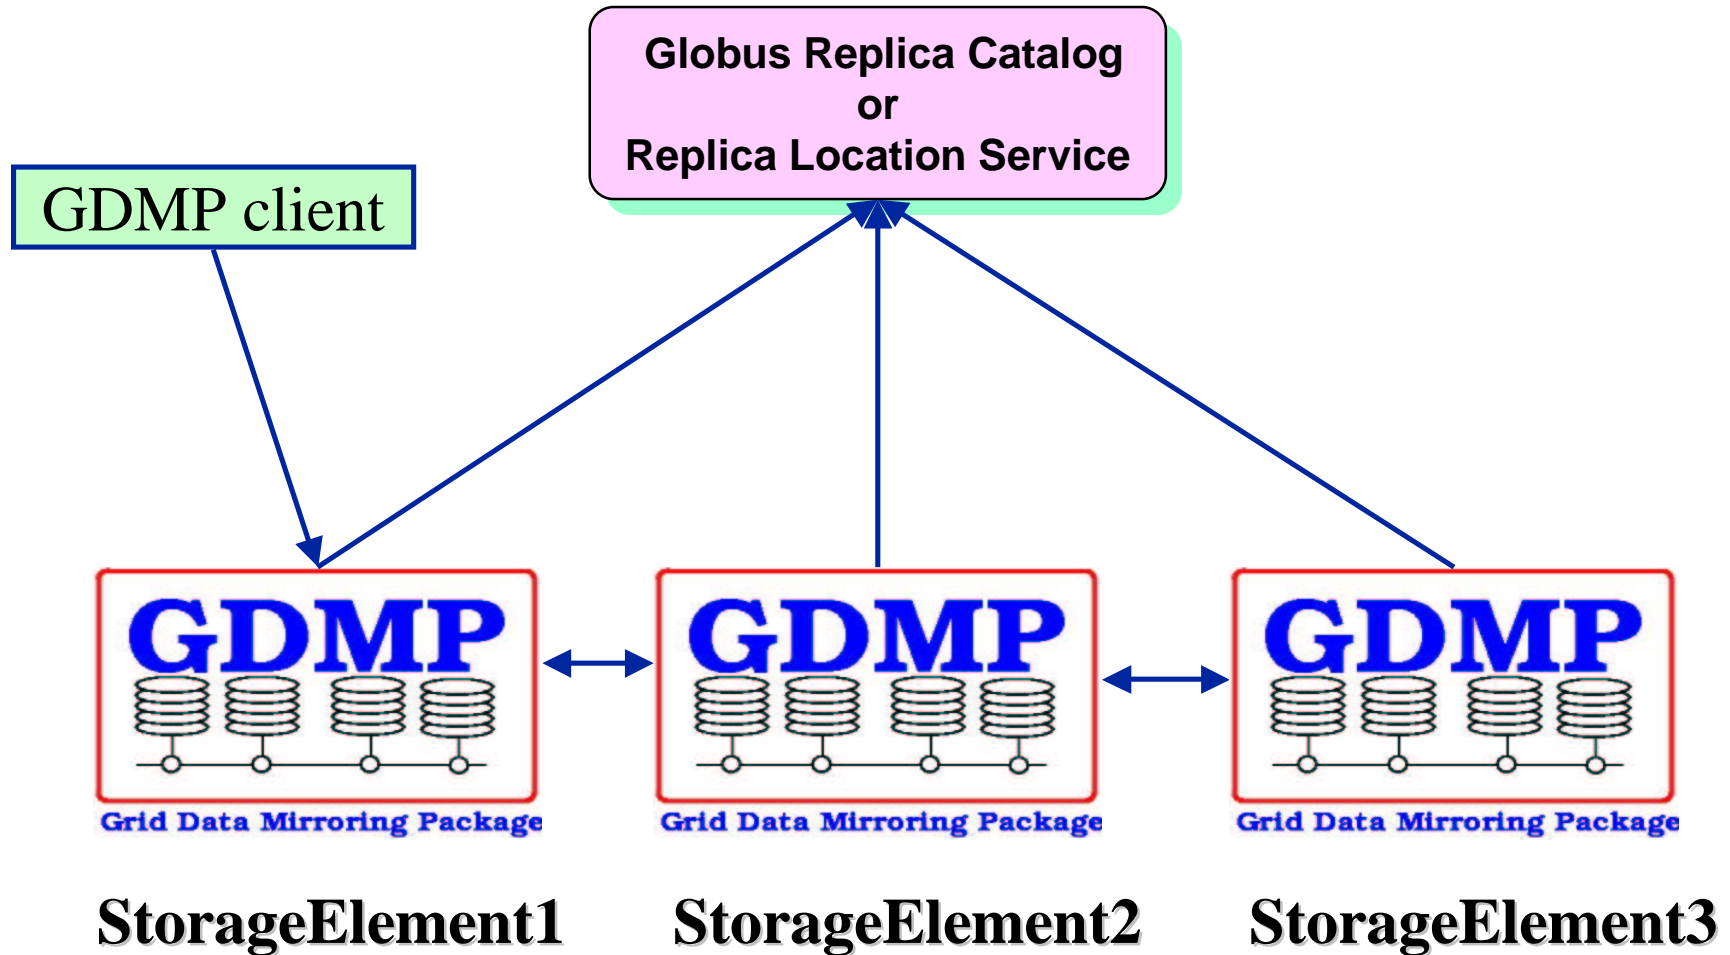 Globus Replica Catalog
or
Replica Location Service
GDMP client
GDMP
Grid Data Mirroring Package
StorageElement1
GDMP
Grid Data Mirroring Package
StorageElement2
GDMP
Grid Data Mirroring Package
StorageElement3